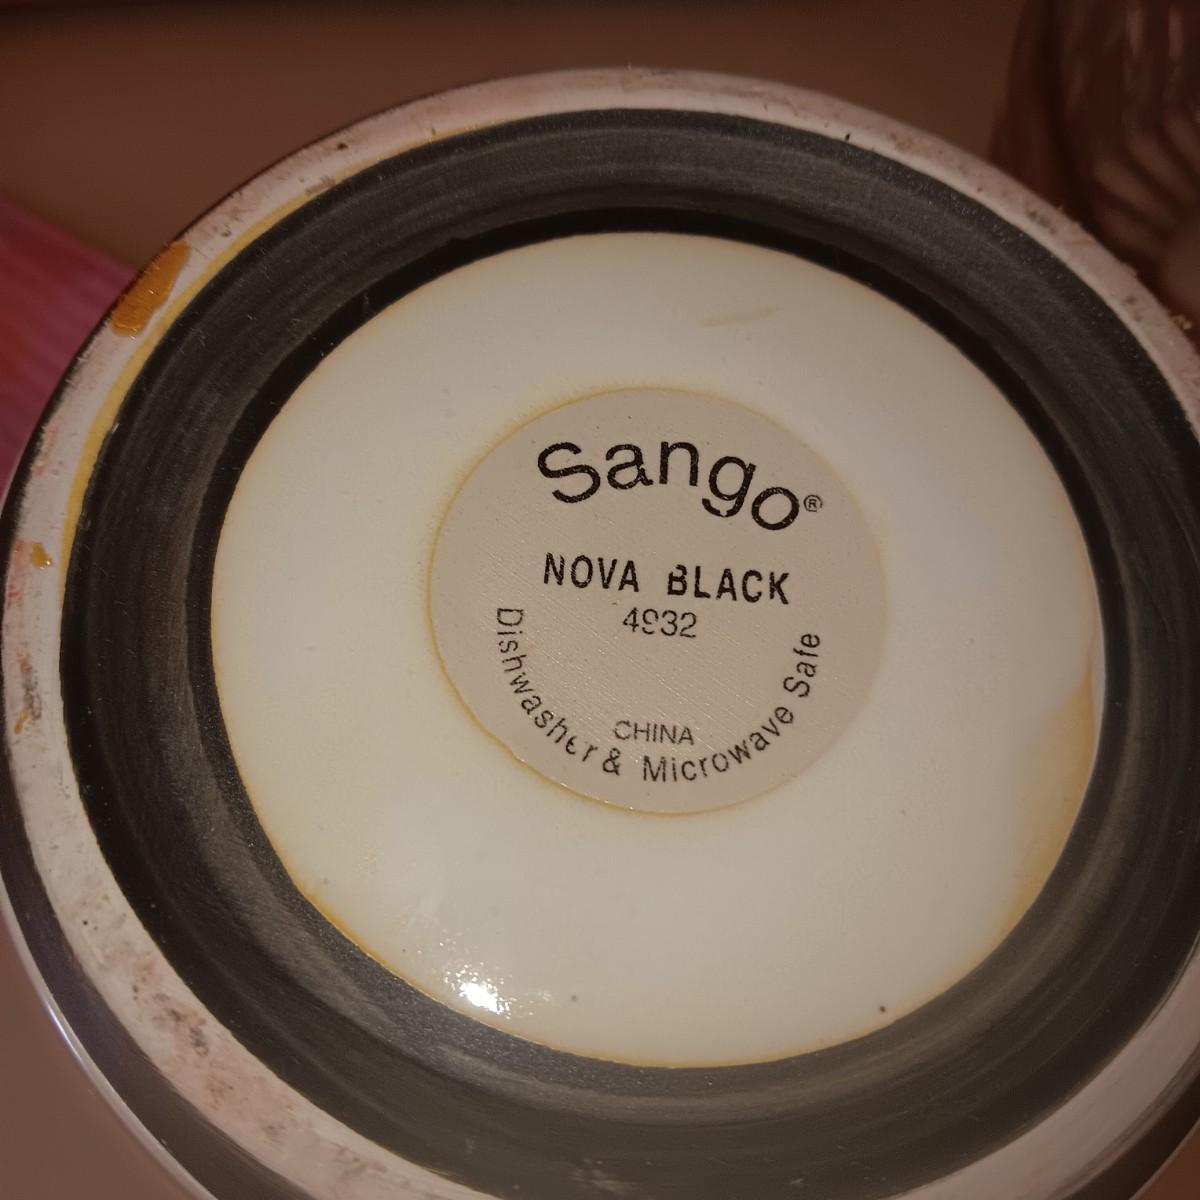 Sango®
NOVA BLACK
4932
CHINA
Dishwasher & Microwave Safe